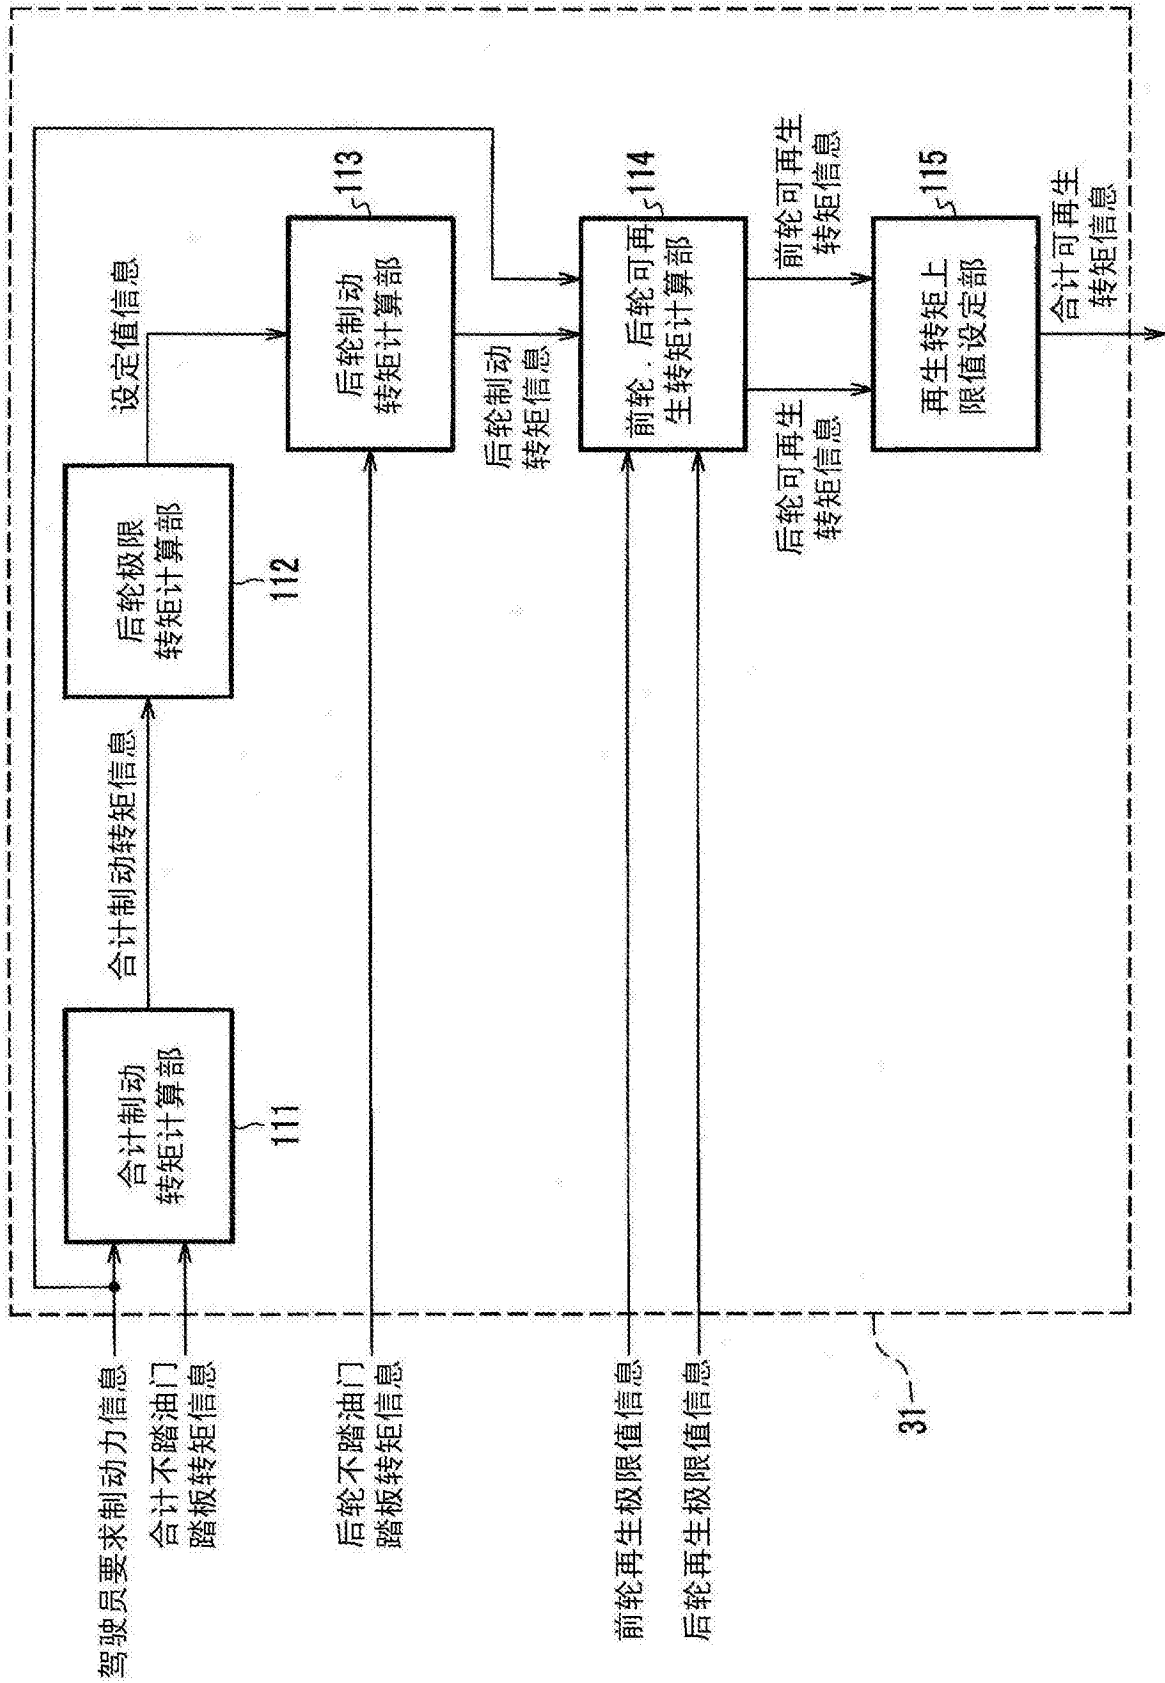 驾驶员要求制动力信息
合计不踏油门
踏板转矩信息
合计制动
转矩计算部
111
合计制动转矩信息
后轮极限
转矩计算部
112
设定值信息
后轮不踏油门
踏板转矩信息
后轮制动
转矩计算部
113
后轮制动
转矩信息
前轮再生极限值信息
后轮再生极限值信息
前轮．后轮可再
生转矩计算部
114
后轮可再生
转矩信息
前轮可再生
转矩信息
再生转矩上
限值设定部
115
合计可再生
转矩信息
31